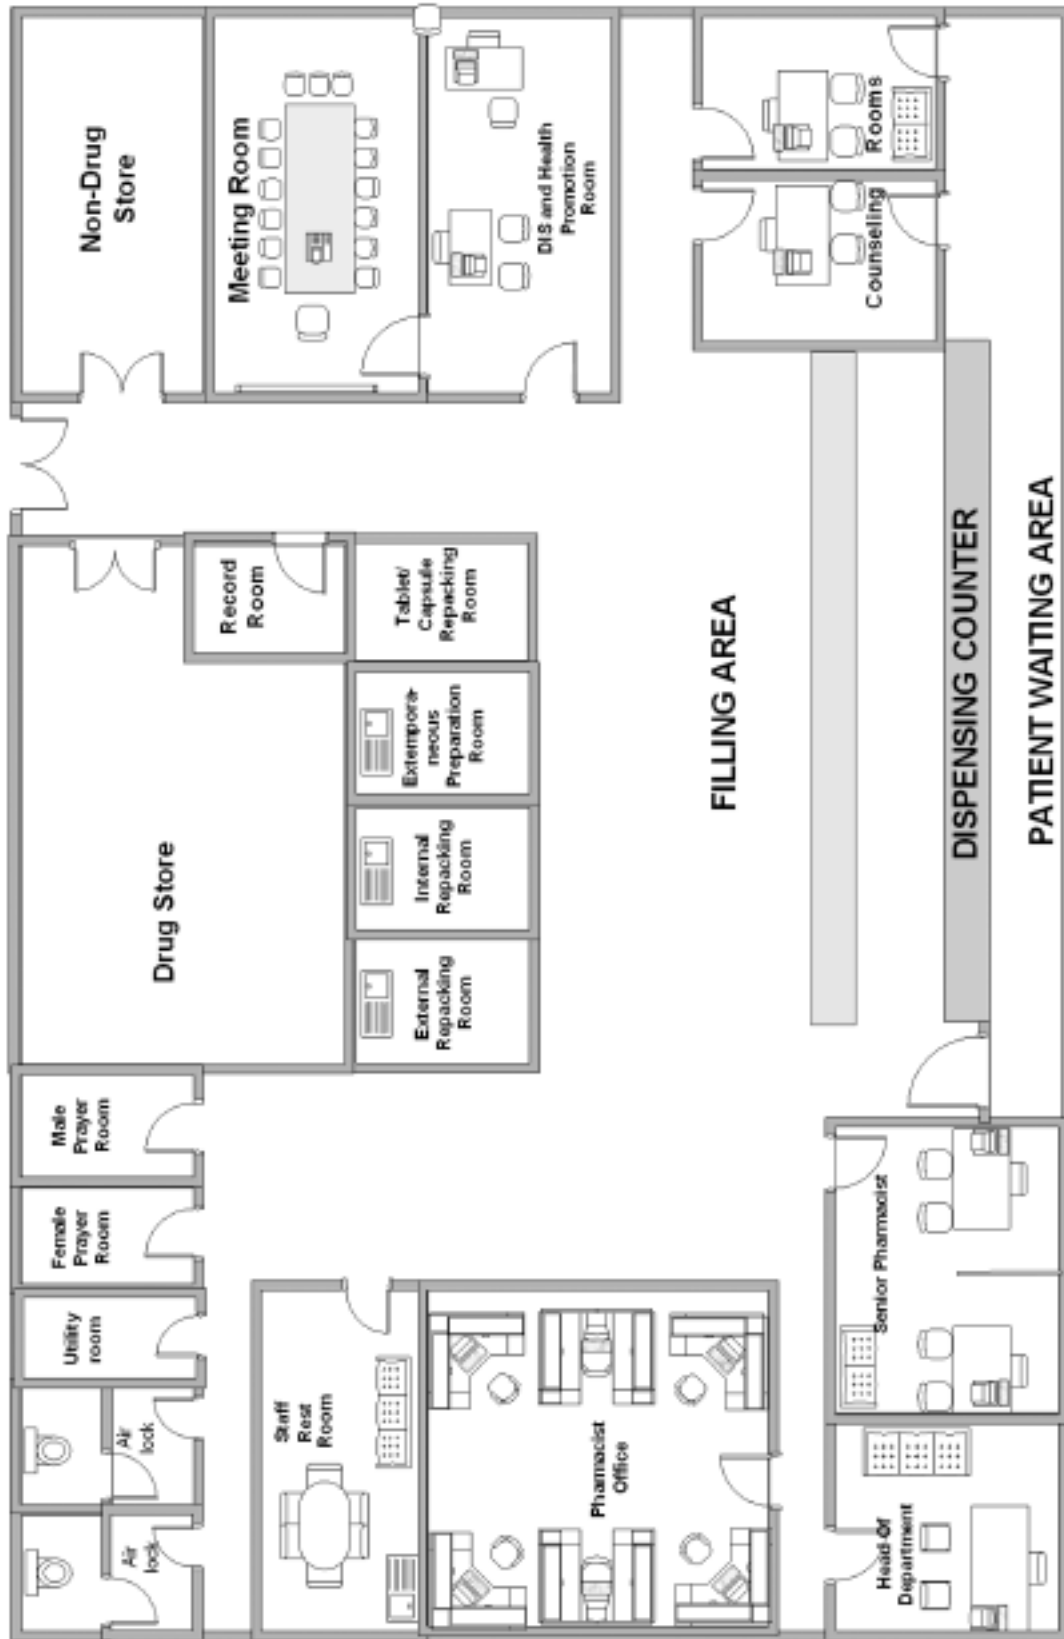 Non-Drug
Store
Meeting Room
DIS and Health
Promotion
Room
Counseling
Rooms
Record
Room
Tablet/
Capsule
Repacking
Room
Extempora-
neous
Preparation
Room
Internal
Repacking
Room
External
Repacking
Room
Drug Store
FILLING AREA
DISPENSING COUNTER
PATIENT WAITING AREA
Male
Prayer
Room
Female
Prayer
Room
Utility
room
Air
lock
Air
lock
Staff
Rest
Room
Phamacist
Office
Senior Pharmacist
Head Of
Department